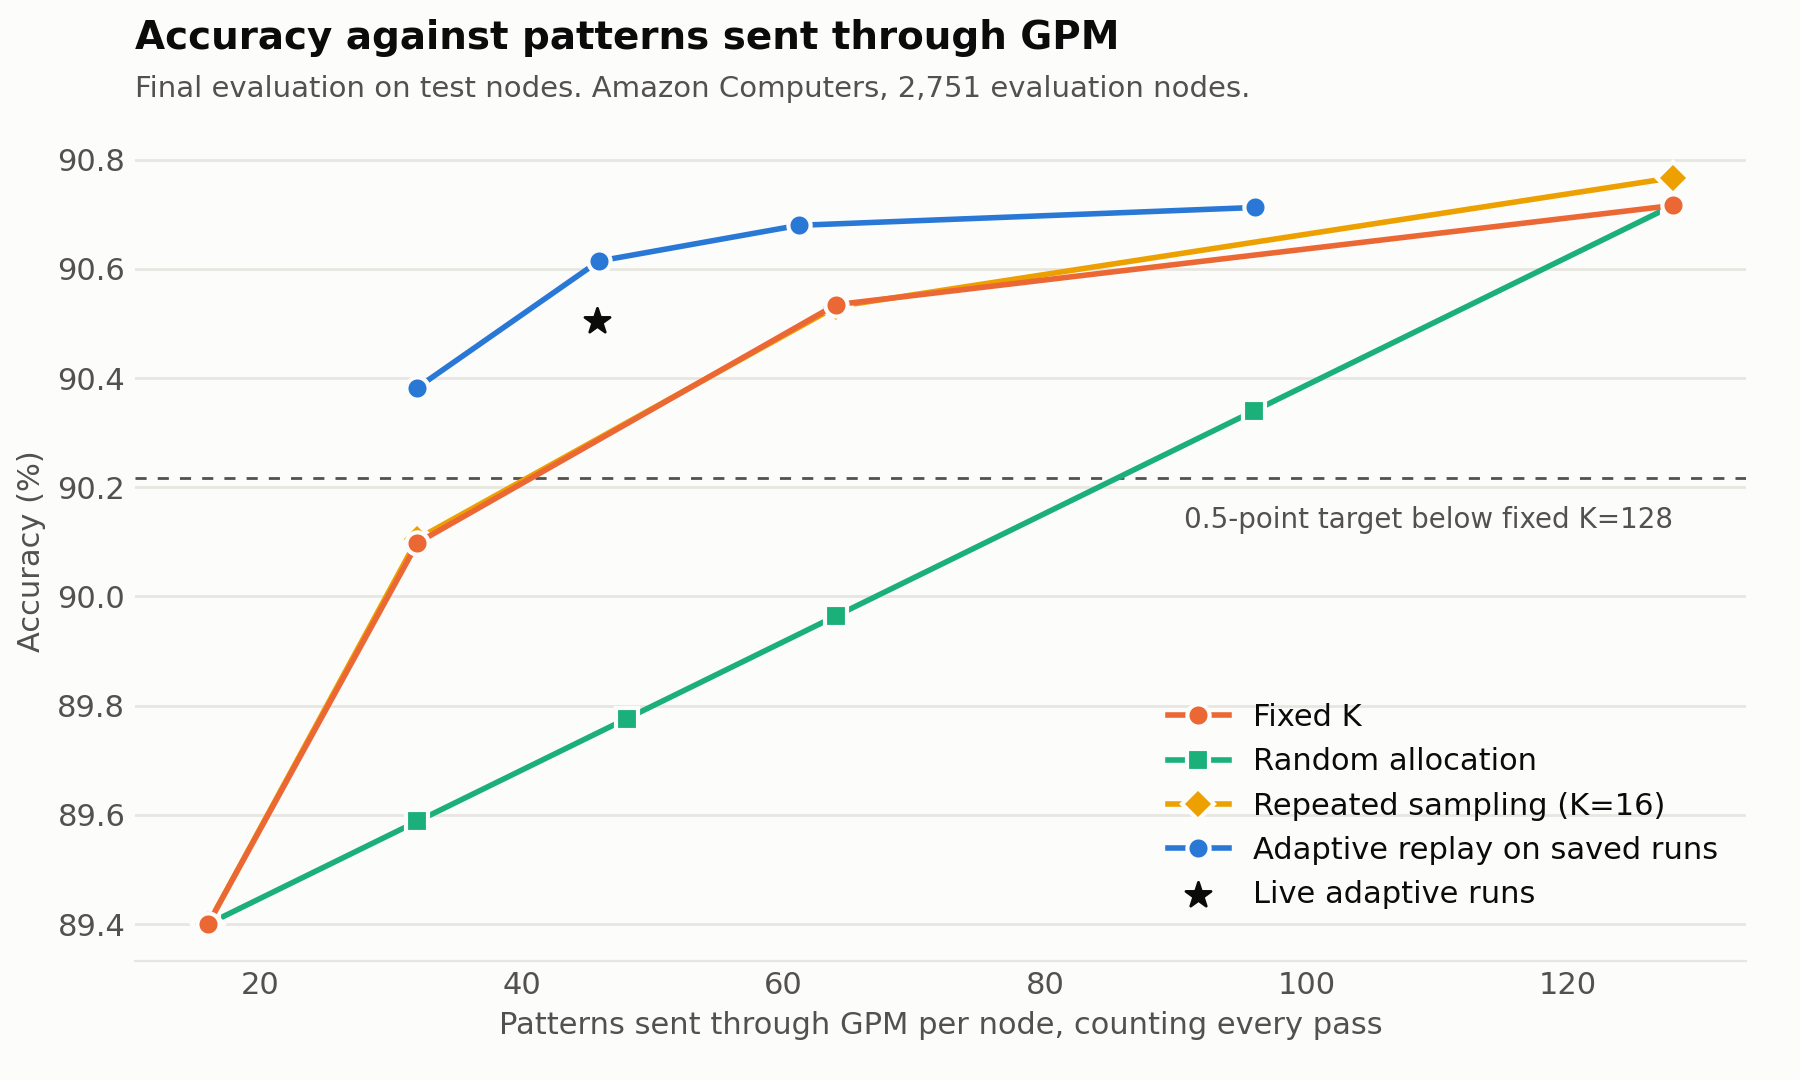 Accuracy against patterns sent through GPM
Final evaluation on test nodes. Amazon Computers, 2,751 evaluation nodes.
90.8
90.6
90.4
90.2
90.0
89.8
89.6
89.4
Accuracy (%)
0.5-point target below fixed K=128
Fixed K
Random allocation
Repeated sampling (K=16)
Adaptive replay on saved runs
Live adaptive runs
20 40 60 80 100 120
Patterns sent through GPM per node, counting every pass